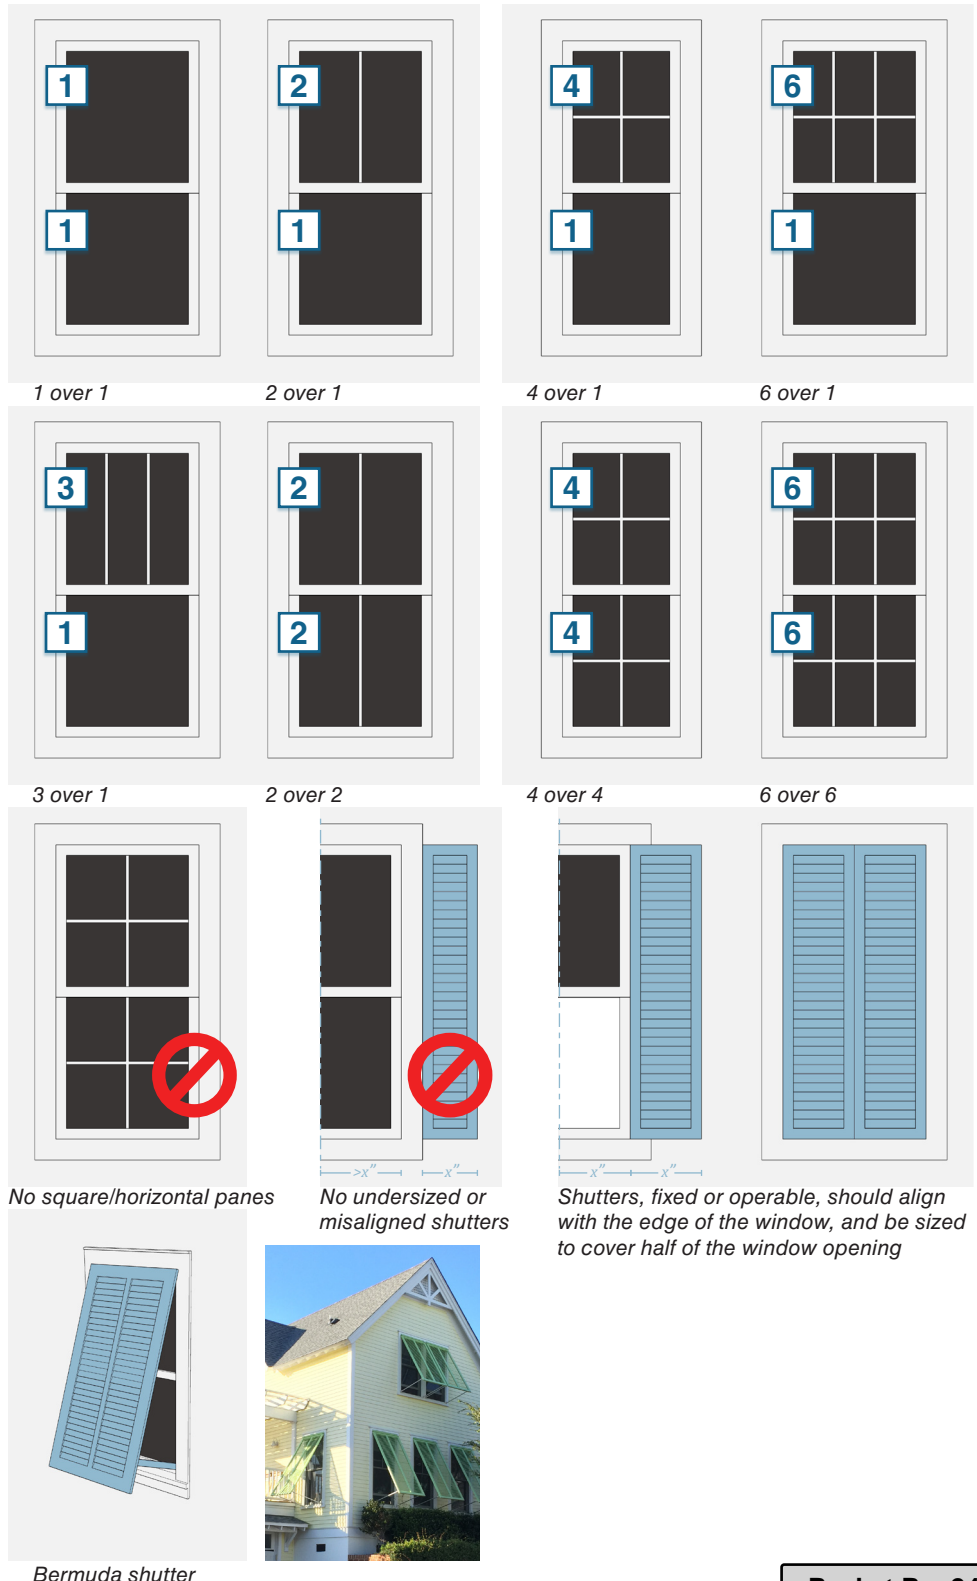 1
2
4
6
1
1
1
1
1 over 1
2 over 1
4 over 1
6 over 1
3
2
4
6
1
2
4
6
3 over 1
2 over 2
4 over 4
6 over 6
>x”
x”
x”
x”
No square/horizontal panes
No undersized or
misaligned shutters
Shutters, fixed or operable, should align
with the edge of the window, and be sized
to cover half of the window opening
Bermuda shutter